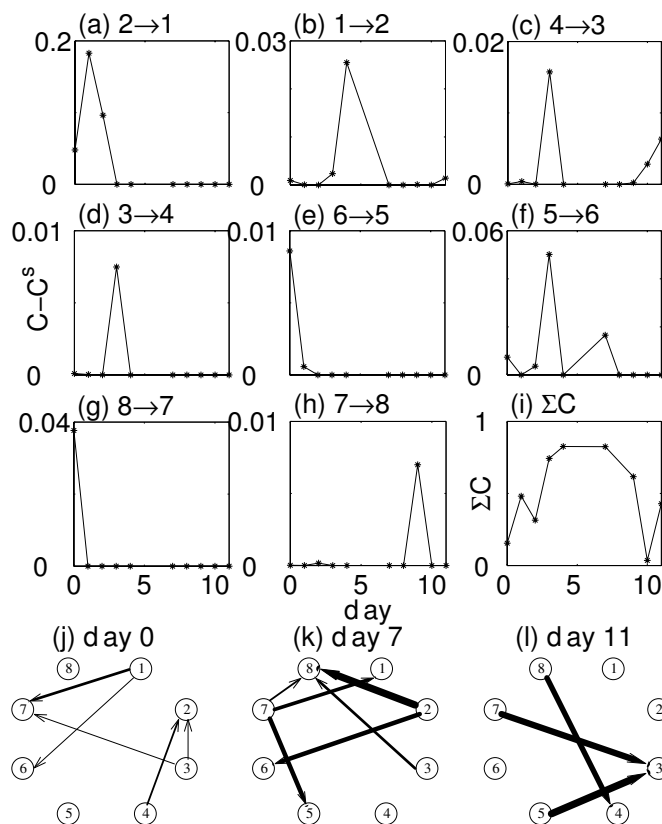 (a) 2→1
(b) 1→2
(c) 4→3
0.2
0.03
0.02
0
0
0
(d) 3→4
(e) 6→5
(f) 5→6
0.01
0.01
0.06
C−C^s
0
0
0
(g) 8→7
(h) 7→8
(i) ΣC
0.04
0.01
1
ΣC
0
0
0
0 5 10
0 5 10
0 5 10
day
(j) day 0
(k) day 7
(l) day 11
8 1
7 2
6 3
5 4
8 1
7 2
6 3
5 4
8 1
7 2
6 3
5 4